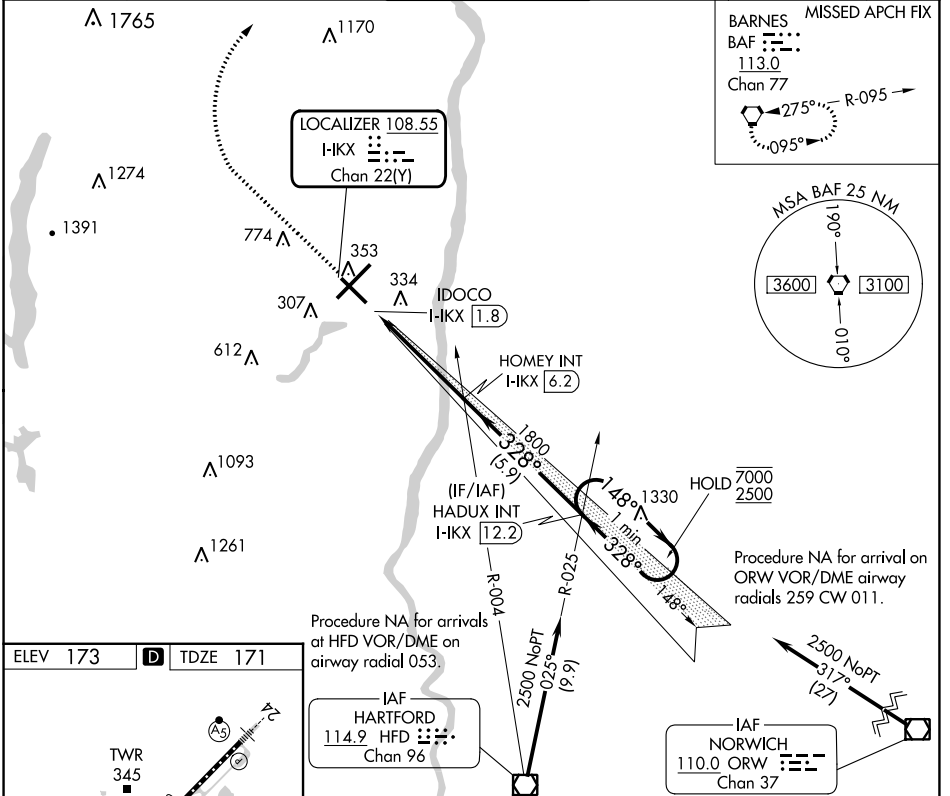 1765
1170
MISSED APCH FIX
BARNES
BAF
113.0
Chan 77
275°
R-095
095°
LOCALIZER 108.55
I-IKX
Chan 22(Y)
1274
1391
774
353
334
307
612
MSA BAF 25 NM
190°
3600
3100
010°
IDOCO
I-IKX 1.8
HOMEY INT
I-IKX 6.2
1800
328°
(5.9)
1093
1261
(IF/IAF)
HADUX INT
I-IKX 12.2
148°
1330
1 min
328°
148°
HOLD 7000
2500
R-004
R-025
Procedure NA for arrival on
ORW VOR/DME airway
radials 259 CW 011.
Procedure NA for arrivals
at HFD VOR/DME on
airway radial 053.
2500 NoPT
025°
(9.9)
2500 NoPT
317°
(27)
IAF
HARTFORD
114.9 HFD
Chan 96
IAF
NORWICH
110.0 ORW
Chan 37
ELEV 173
D
TDZE 171
24
A5
TWR
345